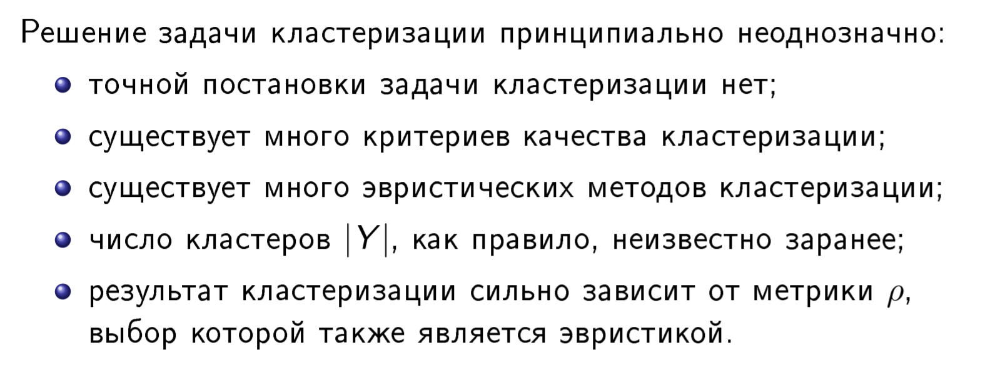 Решение задачи кластеризации принципиально неоднозначно:
точной постановки задачи кластеризации нет;
существует много критериев качества кластеризации;
существует много эвристических методов кластеризации;
число кластеров |Y|, как правило, неизвестно заранее;
результат кластеризации сильно зависит от метрики ρ,
выбор которой также является эвристикой.